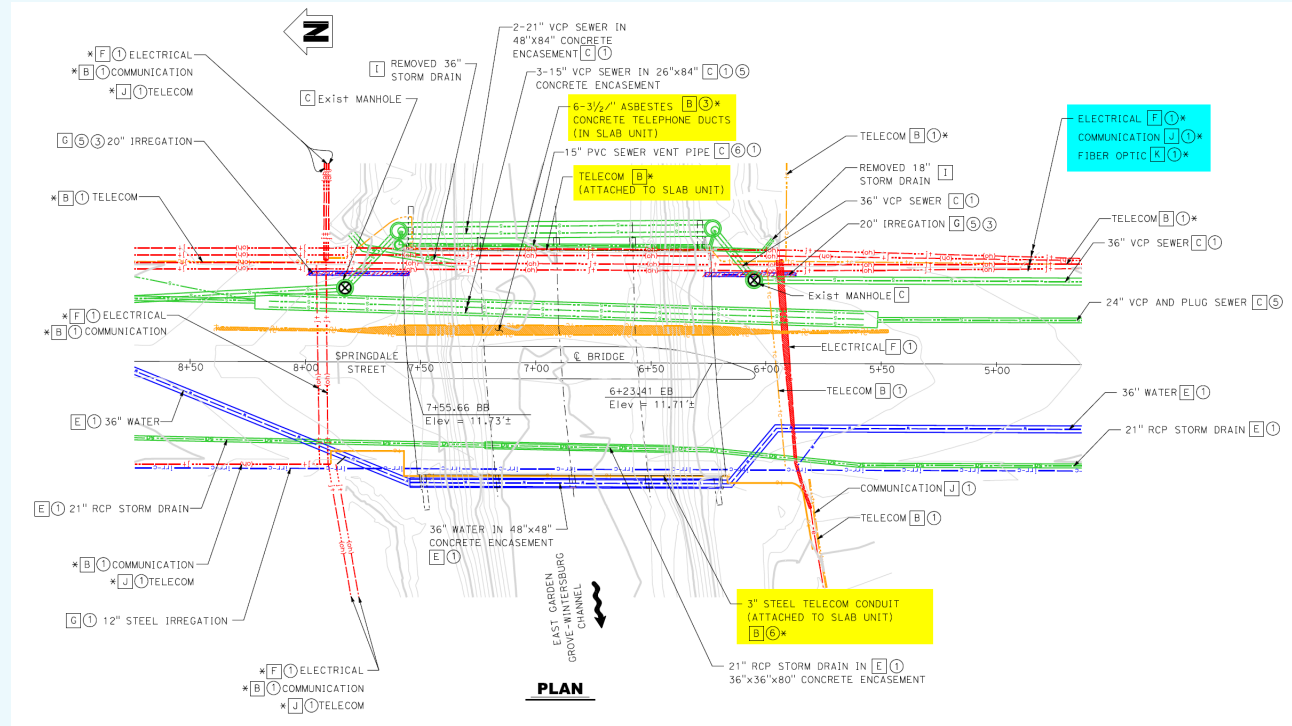 N
2-21" VCP SEWER IN
48"X84" CONCRETE
ENCASEMENT C 1
* F 1 ELECTRICAL
* B 1 COMMUNICATION
* J 1 TELECOM
I REMOVED 36"
STORM DRAIN
3-15" VCP SEWER IN 26"x84" C 1 5
CONCRETE ENCASEMENT
C Exist MANHOLE
6-3½/" ASBESTES B 3 *
CONCRETE TELEPHONE DUCTS
(IN SLAB UNIT)
ELECTRICAL F 1 *
COMMUNICATION J 1 *
FIBER OPTIC K 1 *
G 5 3 20" IRREGATION
TELECOM B 1 *
15" PVC SEWER VENT PIPE C 6 1
REMOVED 18" I
STORM DRAIN
TELECOM B *
(ATTACHED TO SLAB UNIT)
* B 1 TELECOM
36" VCP SEWER C 1
20" IRREGATION G 5 3
TELECOM B 1 *
36" VCP SEWER C 1
Exist MANHOLE C
24" VCP AND PLUG SEWER C 5
* F 1 ELECTRICAL
* B 1 COMMUNICATION
ELECTRICAL F 1
SPRINGDALE
STREET
℄ BRIDGE
8+50
8+00
7+50
7+00
6+50
6+00
5+50
5+00
6+23.41 EB
Elev = 11.71'±
TELECOM B 1
36" WATER E 1
7+55.66 BB
Elev = 11.73'±
E 1 36" WATER
21" RCP STORM DRAIN E 1
COMMUNICATION J 1
E 1 21" RCP STORM DRAIN
TELECOM B 1
36" WATER IN 48"x48"
CONCRETE ENCASEMENT
E 1
* B 1 COMMUNICATION
* J 1 TELECOM
EAST GARDEN
GROVE-WINTERSBURG
CHANNEL
3" STEEL TELECOM CONDUIT
(ATTACHED TO SLAB UNIT)
B 6 *
G 1 12" STEEL IRREGATION
21" RCP STORM DRAIN IN E 1
36"x36"x80" CONCRETE ENCASEMENT
* F 1 ELECTRICAL
* B 1 COMMUNICATION
* J 1 TELECOM
PLAN